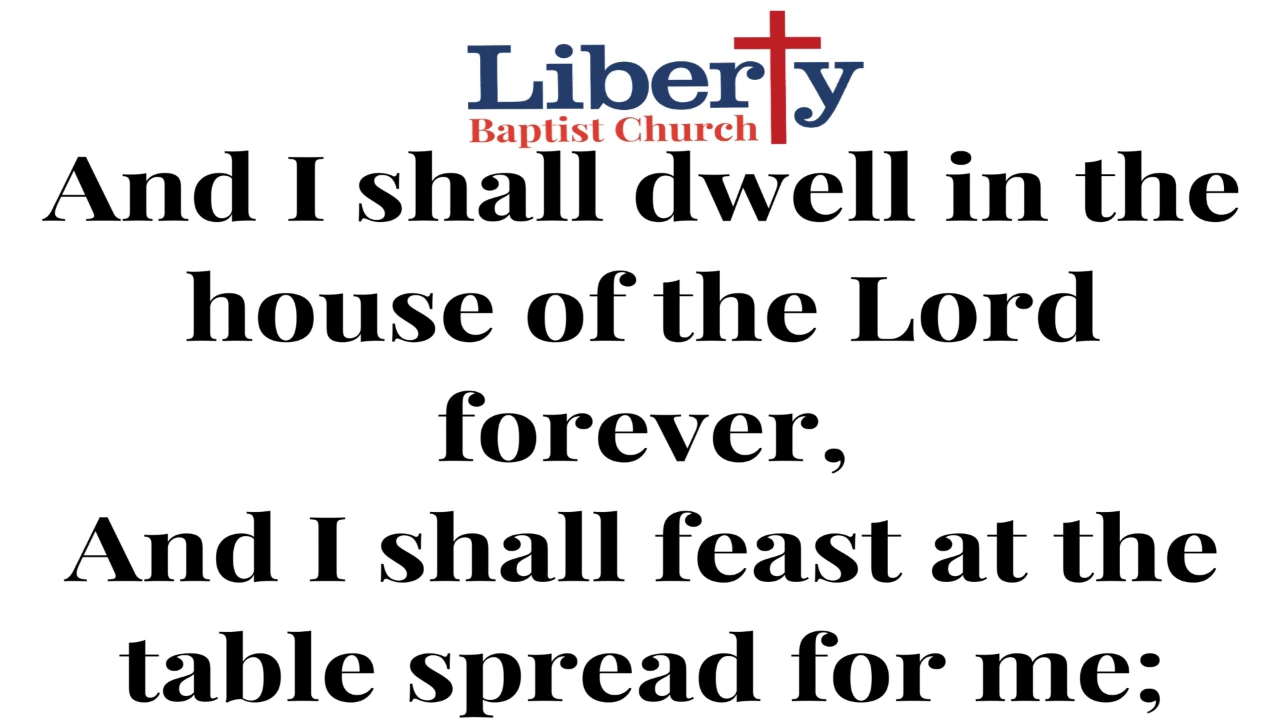 Liberty
Baptist Church
And I shall dwell in the
house of the Lord
forever,
And I shall feast at the
table spread for me;